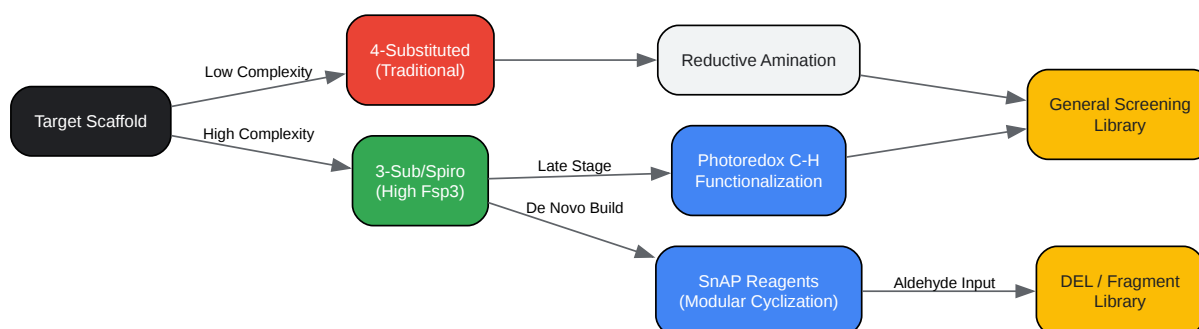 4-Substituted
(Traditional)
Reductive Amination
Low Complexity
General Screening
Library
Target Scaffold
High Complexity
3-Sub/Spiro
(High Fsp3)
Late Stage
Photoredox C-H
Functionalization
De Novo Build
SnAP Reagents
(Modular Cyclization)
Aldehyde Input
DEL / Fragment
Library